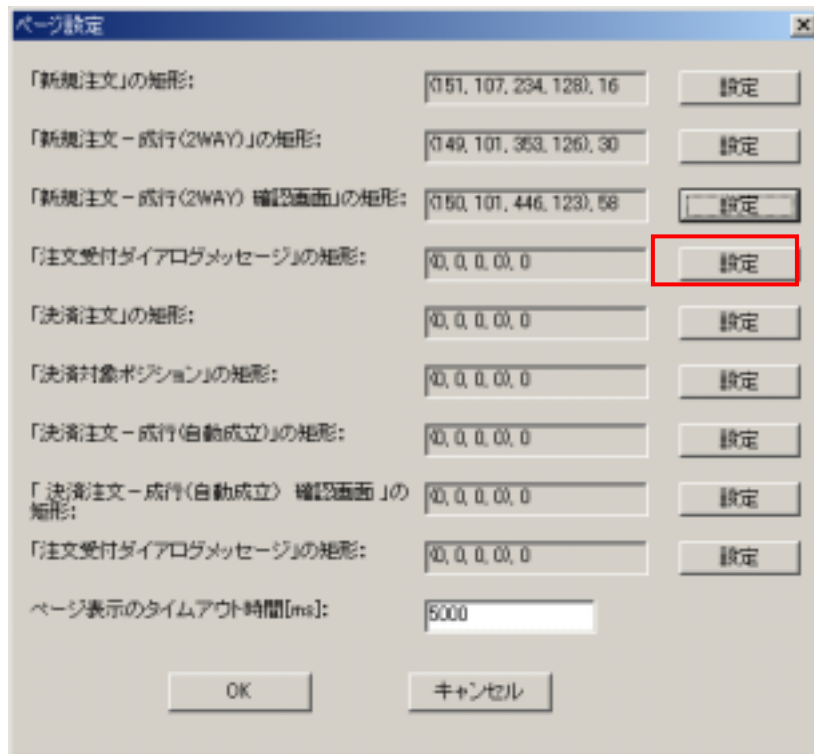 ページ設定
「新規注文」の矩形:
(151, 107, 234, 128), 16
設定
「新規注文－成行(2WAY)」の矩形:
(149, 101, 353, 126), 30
設定
「新規注文－成行(2WAY) 確認画面」の矩形:
(150, 101, 446, 123), 58
設定
「注文受付ダイアログメッセージ」の矩形:
(0, 0, 0, 0), 0
設定
「決済注文」の矩形:
(0, 0, 0, 0), 0
設定
「決済対象ポジション」の矩形:
(0, 0, 0, 0), 0
設定
「決済注文－成行(自動成立)」の矩形:
(0, 0, 0, 0), 0
設定
「 決済注文－成行(自動成立) 確認画面 」の
矩形:
(0, 0, 0, 0), 0
設定
「注文受付ダイアログメッセージ」の矩形:
(0, 0, 0, 0), 0
設定
ページ表示のタイムアウト時間[ms]:
5000
OK
キャンセル